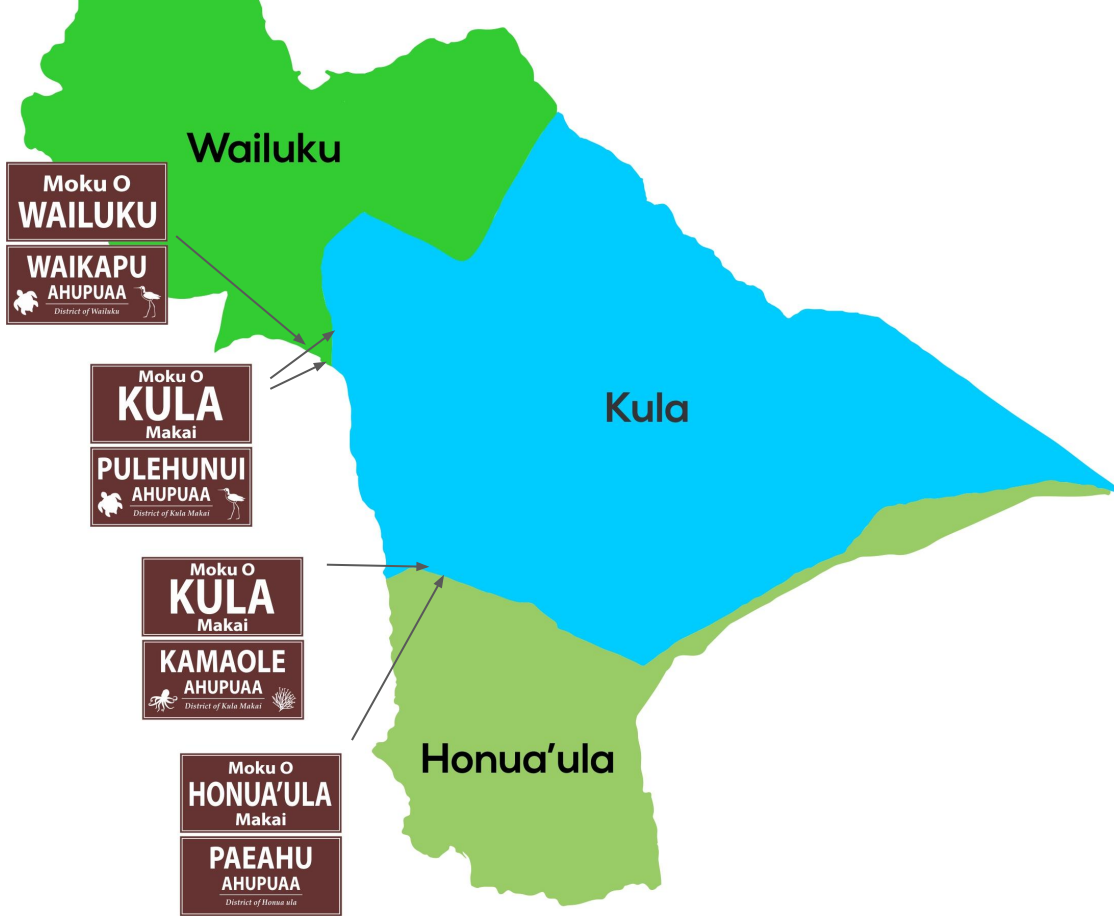 Wailuku
Moku O
WAILUKU
WAIKAPU
AHUPUAA
District of Wailuku
Moku O
KULA
Makai
PULEHUNUI
AHUPUAA
District of Kula Makai
Kula
Moku O
KULA
Makai
KAMAOLE
AHUPUAA
District of Kula Makai
Honua'ula
Moku O
HONUA'ULA
Makai
PAEAHU
AHUPUAA
District of Honua ula